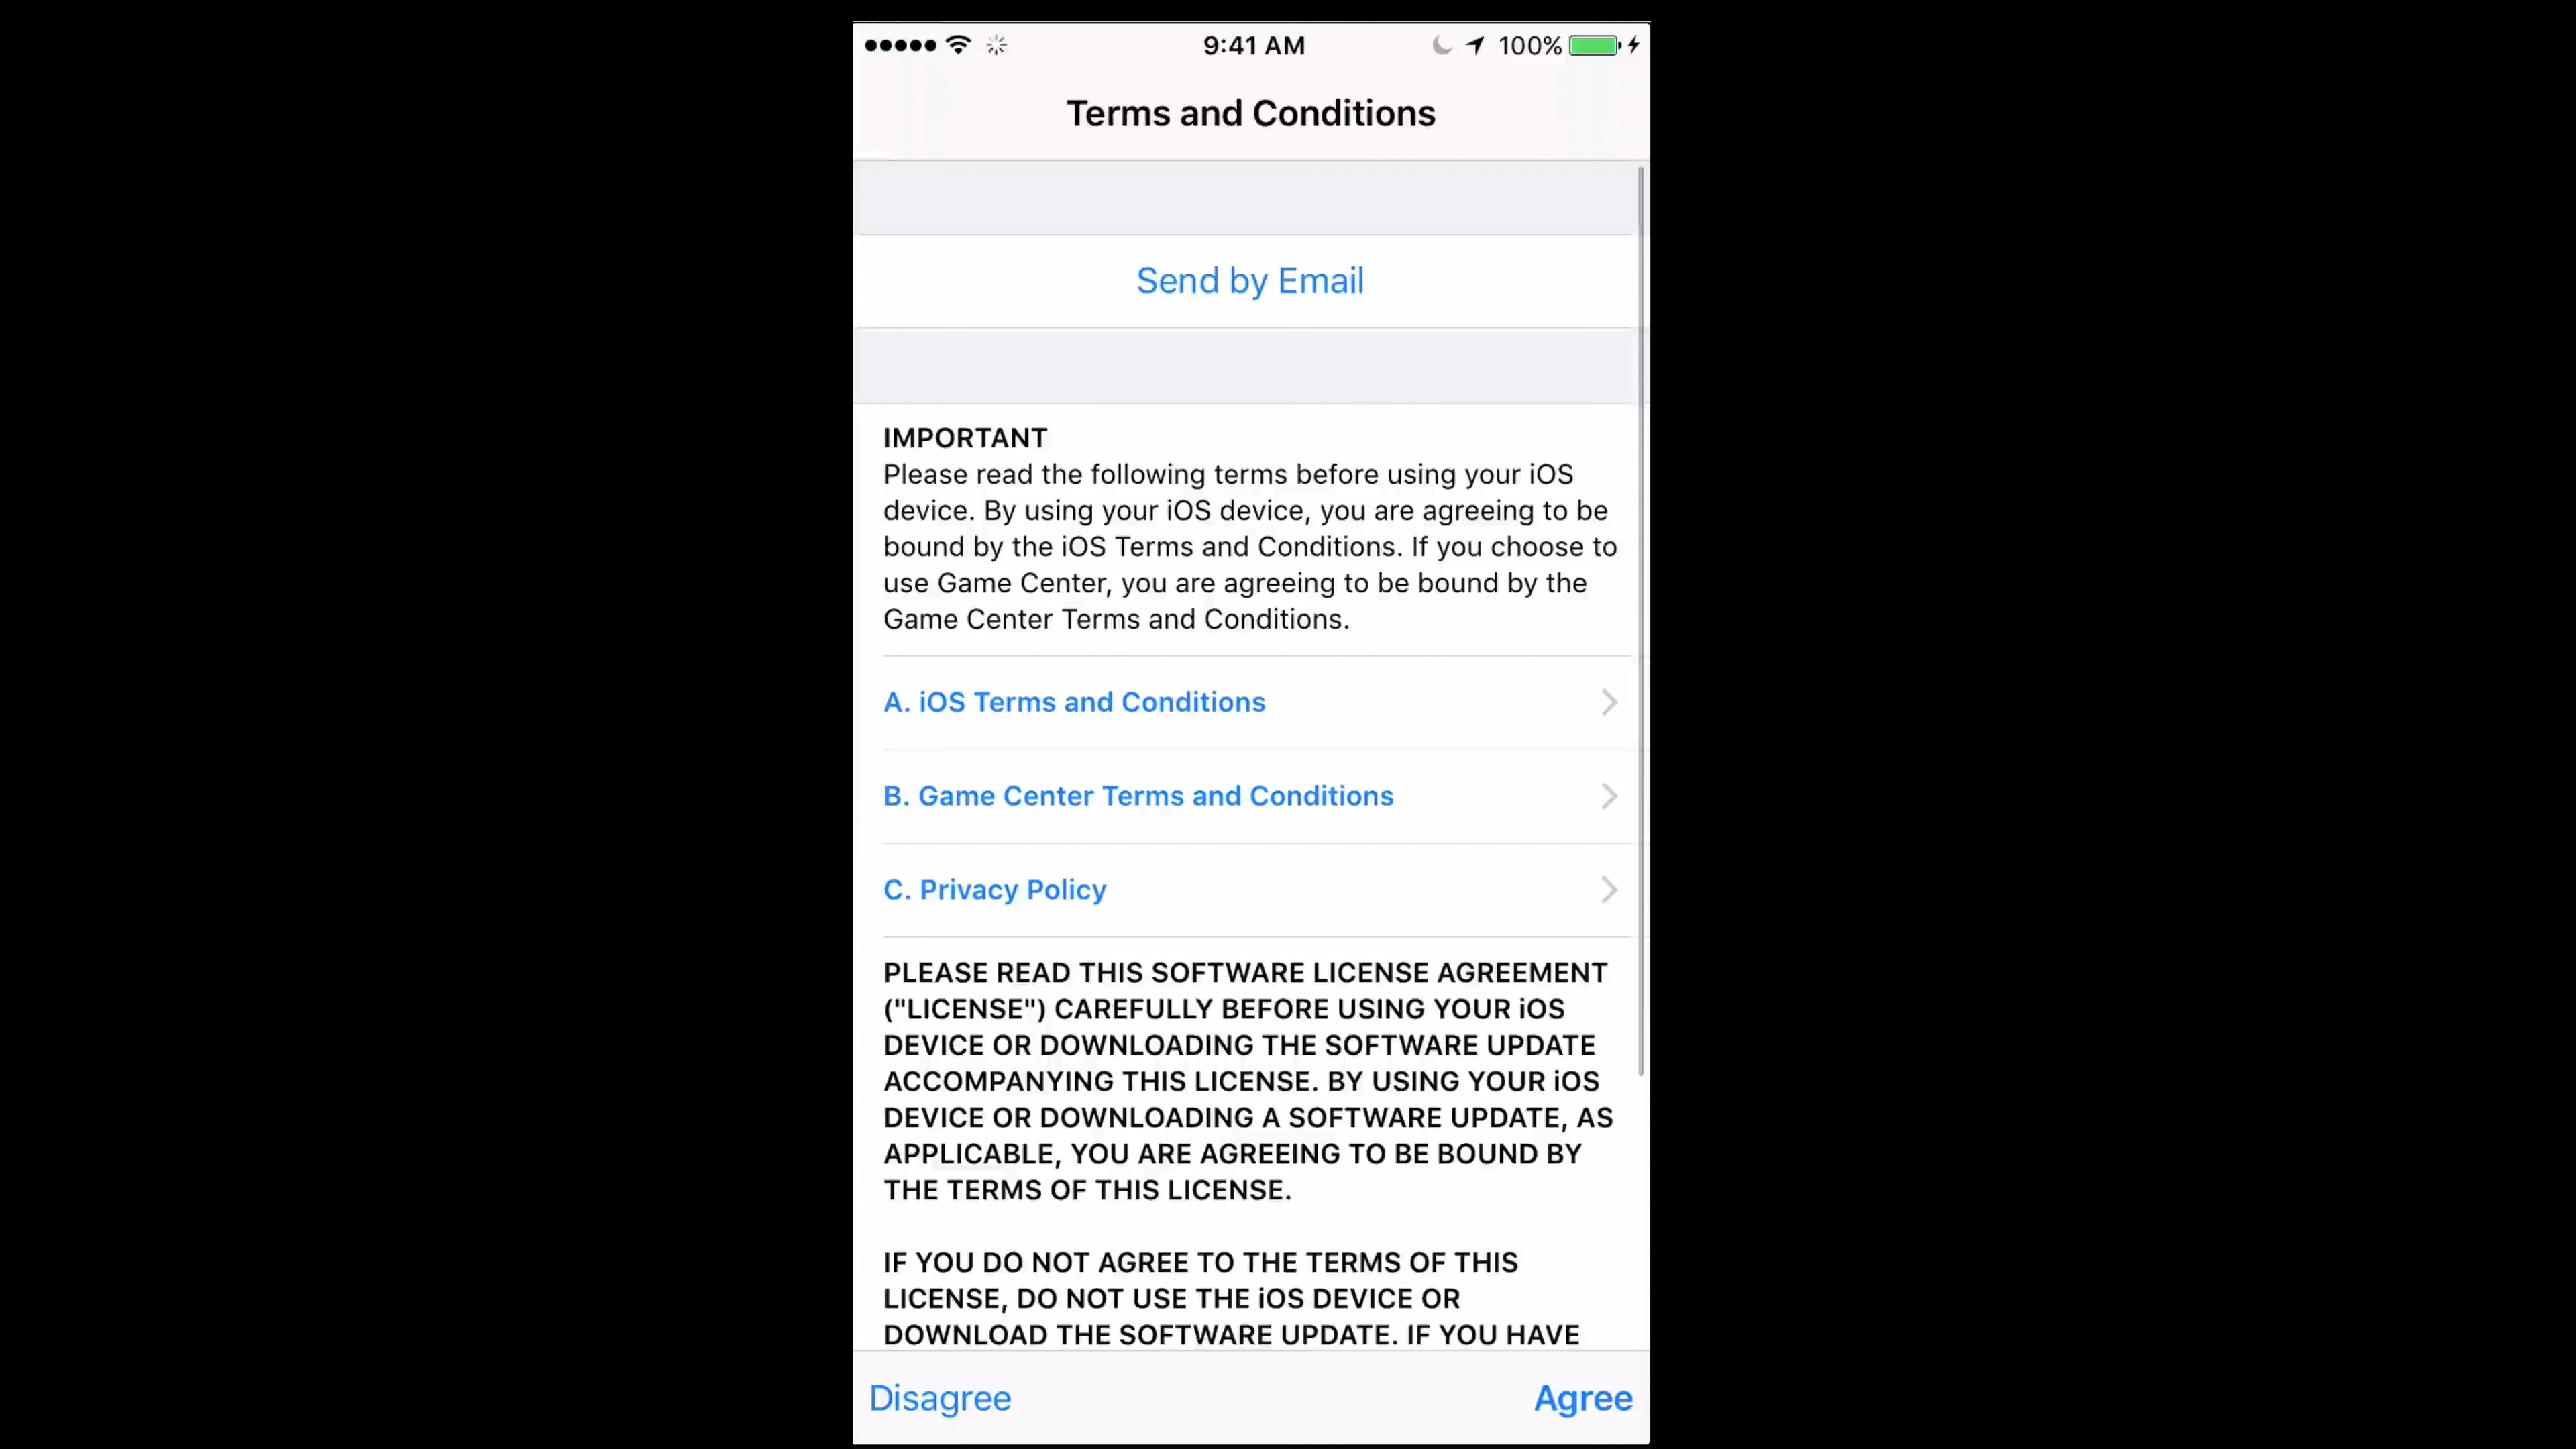 9:41 AM
100%
Terms and Conditions
Send by Email
IMPORTANT
Please read the following terms before using your iOS
device. By using your iOS device, you are agreeing to be
bound by the iOS Terms and Conditions. If you choose to
use Game Center, you are agreeing to be bound by the
Game Center Terms and Conditions.
A. iOS Terms and Conditions
B. Game Center Terms and Conditions
C. Privacy Policy
PLEASE READ THIS SOFTWARE LICENSE AGREEMENT
("LICENSE") CAREFULLY BEFORE USING YOUR iOS
DEVICE OR DOWNLOADING THE SOFTWARE UPDATE
ACCOMPANYING THIS LICENSE. BY USING YOUR iOS
DEVICE OR DOWNLOADING A SOFTWARE UPDATE, AS
APPLICABLE, YOU ARE AGREEING TO BE BOUND BY
THE TERMS OF THIS LICENSE.
IF YOU DO NOT AGREE TO THE TERMS OF THIS
LICENSE, DO NOT USE THE iOS DEVICE OR
DOWNLOAD THE SOFTWARE UPDATE. IF YOU HAVE
Disagree
Agree